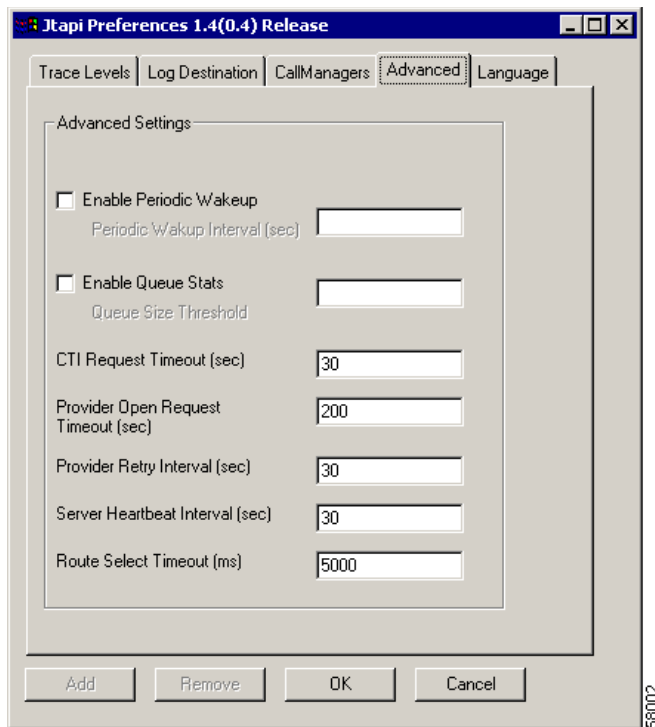 Jtapi Preferences 1.4(0.4) Release
Trace Levels
Log Destination
CallManagers
Advanced
Language
Advanced Settings
Enable Periodic Wakeup
Periodic Wakup Interval (sec)
Enable Queue Stats
Queue Size Threshold
CTI Request Timeout (sec)
30
Provider Open Request
Timeout (sec)
200
Provider Retry Interval (sec)
30
Server Heartbeat Interval (sec)
30
Route Select Timeout (ms)
5000
Add
Remove
OK
Cancel
58002